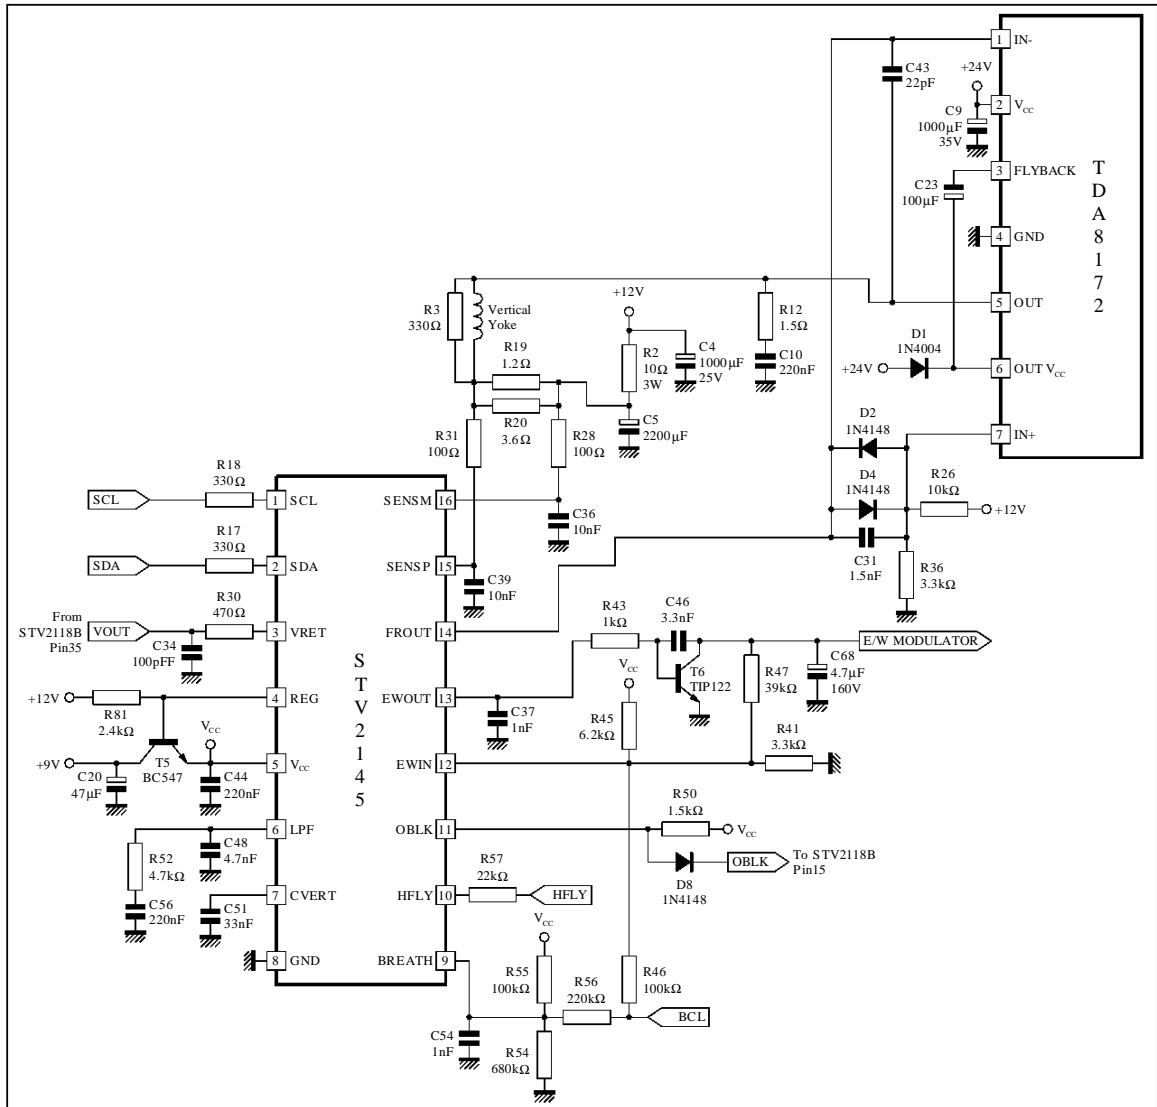 1 IN-
C43
22pF
+24V
2 VCC
C9
1000µF
35V
3 FLYBACK
C23
100µF
4 GND
TDA8172
+12V
R3
330Ω
Vertical
Yoke
R12
1.5Ω
5 OUT
R19
1.2Ω
R2
10Ω
3W
C4
1000µF
25V
C10
220nF
D1
1N4004
+24V
6 OUT VCC
R20
3.6Ω
C5
2200µF
D2
1N4148
7 IN+
R31
100Ω
R28
100Ω
R18
330Ω
SCL
1 SCL
SENSM 16
D4
1N4148
R26
10kΩ
+12V
C36
10nF
R17
330Ω
SDA
2 SDA
SENSP 15
C31
1.5nF
R36
3.3kΩ
C39
10nF
From
STV2118B
Pin35
VOUT
R30
470Ω
3 VRET
FROUT 14
C34
100pFF
R43
1kΩ
C46
3.3nF
E/W MODULATOR
STV2145
VCC
T6
TIP122
R47
39kΩ
C68
4.7µF
160V
+12V
R81
2.4kΩ
4 REG
EWOUT 13
C37
1nF
R45
6.2kΩ
R41
3.3kΩ
VCC
+9V
T5
BC547
5 VCC
EWIN 12
C20
47µF
C44
220nF
R50
1.5kΩ
VCC
6 LPF
OBLK 11
R52
4.7kΩ
C48
4.7nF
D8
1N4148
OBLK
To STV2118B
Pin15
R57
22kΩ
HFLY
7 CVERT
HFLY 10
C56
220nF
C51
33nF
VCC
8 GND
BREATH 9
R55
100kΩ
R56
220kΩ
R46
100kΩ
BCL
C54
1nF
R54
680kΩ